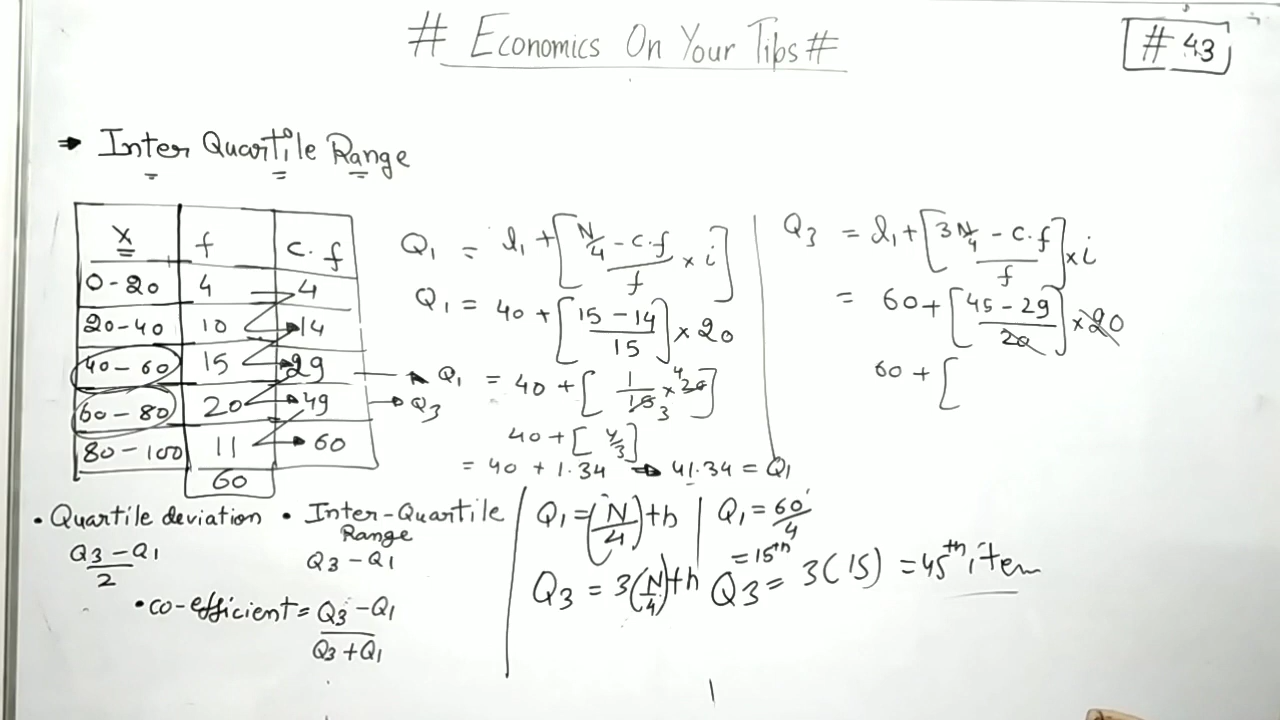 # Economics On Your Tips #
# 43
→ Inter Quartile Range
X f c.f
0-20 4 4
20-40 10 14
40-60 15 29 → Q1
60-80 20 49 → Q3
80-100 11 60
60
Q1 = l1 + [N/4 - c.f / f × i]
Q1 = 40 + [15-14 / 15] × 20
= 40 + [1/15 3 × 4 20]
40 + [4/3]
= 40 + 1.34 → 41.34 = Q1
Q3 = l1 + [3N/4 - c.f / f] × i
= 60 + [45-29 / 20] × 20
60 + [
• Quartile deviation
Q3-Q1 / 2
• Inter-Quartile
Range
Q3-Q1
• co-efficient = Q3-Q1 / Q3+Q1
Q1 = (N/4)th
Q3 = 3(N/4)th
Q1 = 60/4
= 15th
Q3 = 3(15) = 45th item